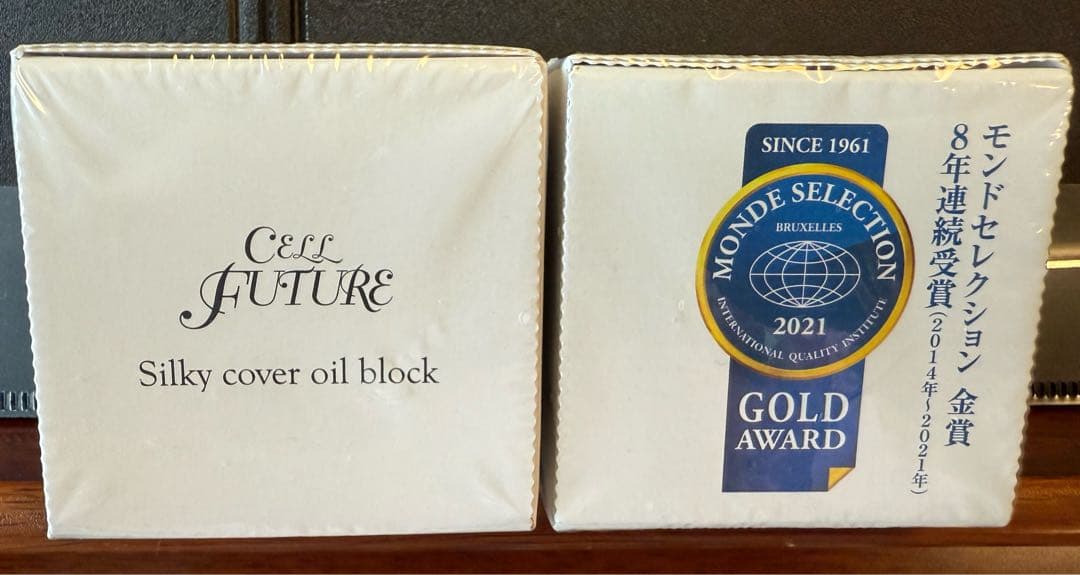 CELL
FUTURE
Silky cover oil block
SINCE 1961
MONDE SELECTION
BRUXELLES
2021
INTERNATIONAL QUALITY INSTITUTE
GOLD
AWARD
モンドセレクション 金賞
8年連続受賞(2014年~2021年)